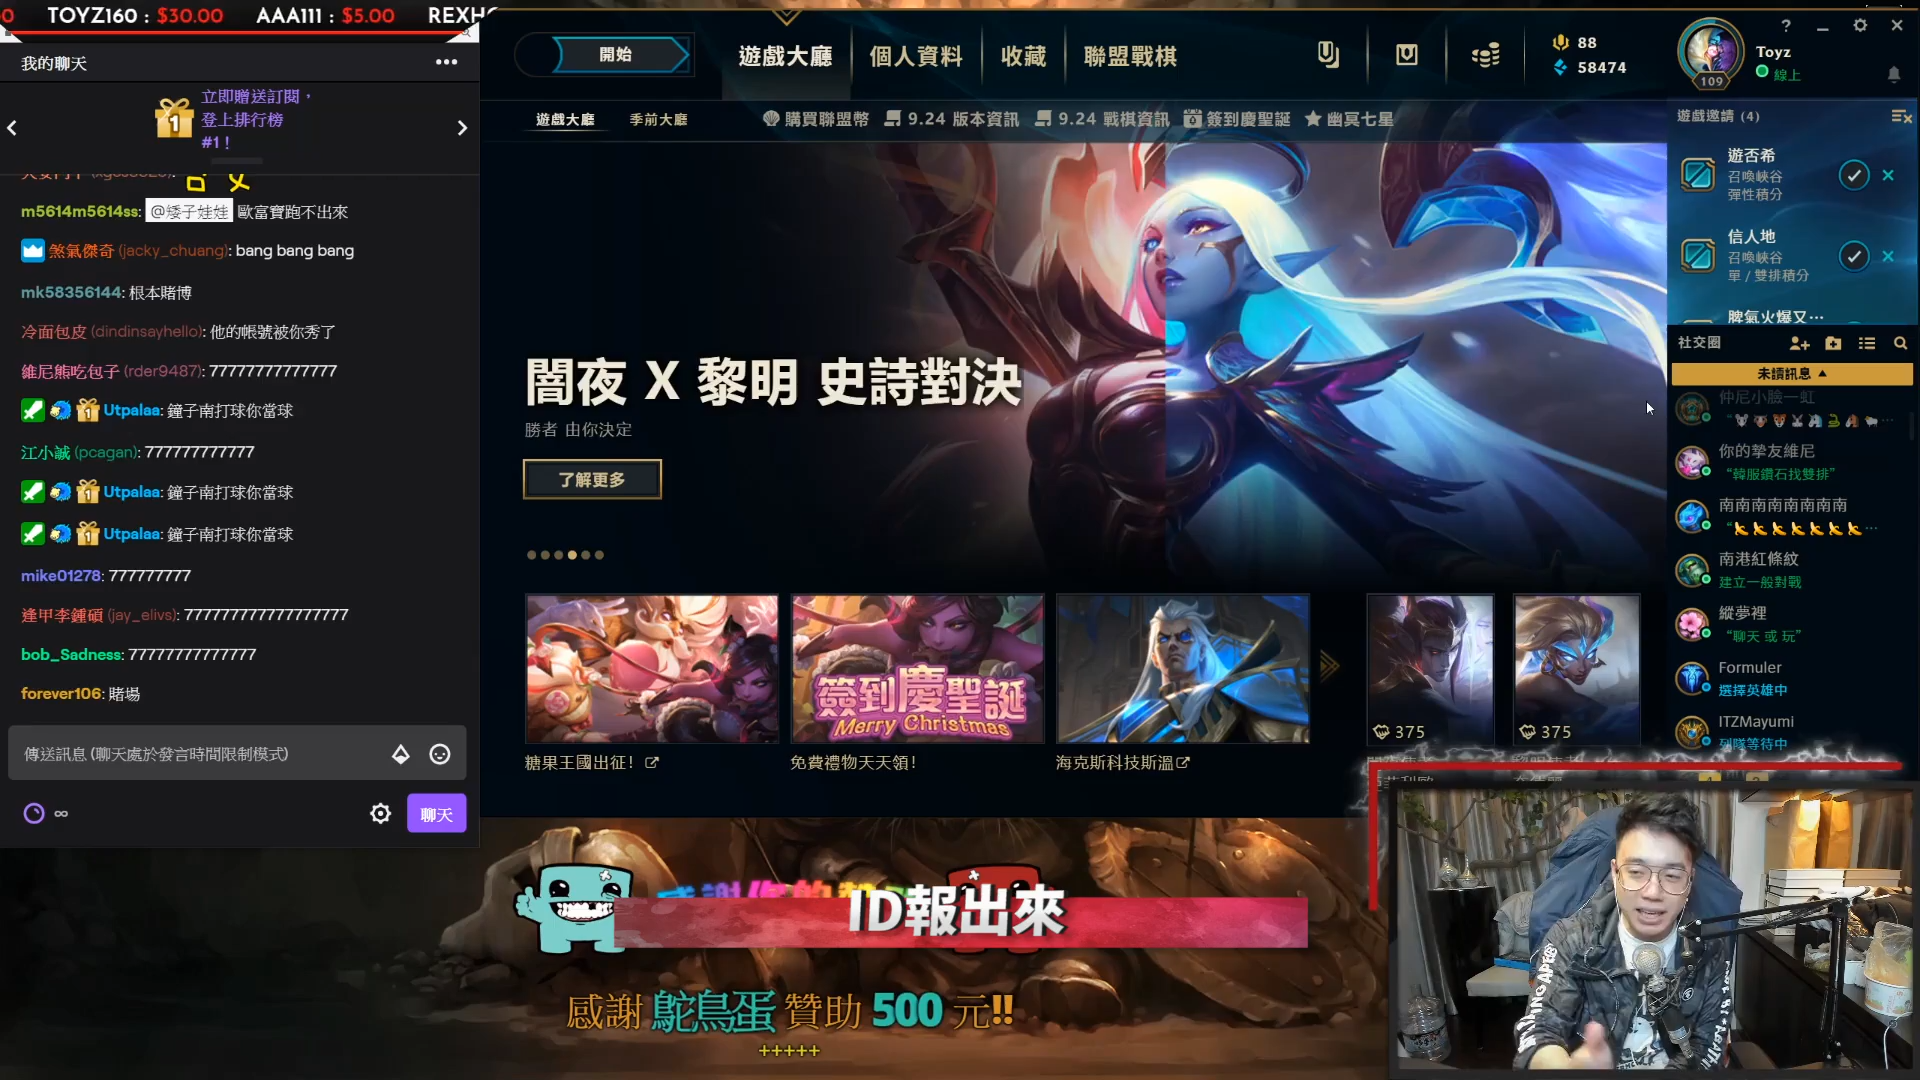 TOYZ160 : $30.00
AAA111 : $5.00
我的聊天
立即贈送訂閱，
登上排行榜
#1！
m5614m5614ss: @矮子娃娃 歐富寶跑不出來
煞氣傑奇 (jacky_chuang): bang bang bang
mk58356144: 根本賭博
冷面包皮 (dindinsayhello): 他的帳號被你秀了
維尼熊吃包子 (rder9487): 77777777777777
Utpalaa: 鐘子南打球你當球
江小誠 (pcagan): 777777777777
Utpalaa: 鐘子南打球你當球
Utpalaa: 鐘子南打球你當球
mike01278: 777777777
逢甲李鍾碩 (jay_elivs): 777777777777777777
bob_Sadness: 77777777777777
forever106: 賭場
傳送訊息 (聊天處於發言時間限制模式)
∞
聊天
開始
遊戲大廳
個人資料
收藏
聯盟戰棋
88
58474
109
Toyz
線上
遊戲大廳
季前大廳
購買聯盟幣
9.24 版本資訊
9.24 戰棋資訊
簽到慶聖誕
幽冥七星
闇夜 X 黎明 史詩對決
勝者 由你決定
了解更多
簽到慶聖誕
Merry Christmas
糖果王國出征！
免費禮物天天領！
海克斯科技斯溫
375
375
遊戲邀請 (4)
遊否希
召喚峽谷
彈性積分
信人地
召喚峽谷
單 / 雙排積分
脾氣火爆又…
社交圈
未讀訊息
仲尼小臉一虹
你的摯友維尼
“韓服鑽石找雙排”
南南南南南南南南
南港紅條紋
建立一般對戰
縱夢裡
“聊天 或 玩”
Formuler
選擇英雄中
ITZMayumi
列隊等待中
ID報出來
感謝 鴕鳥蛋 贊助 500 元!!
+++++